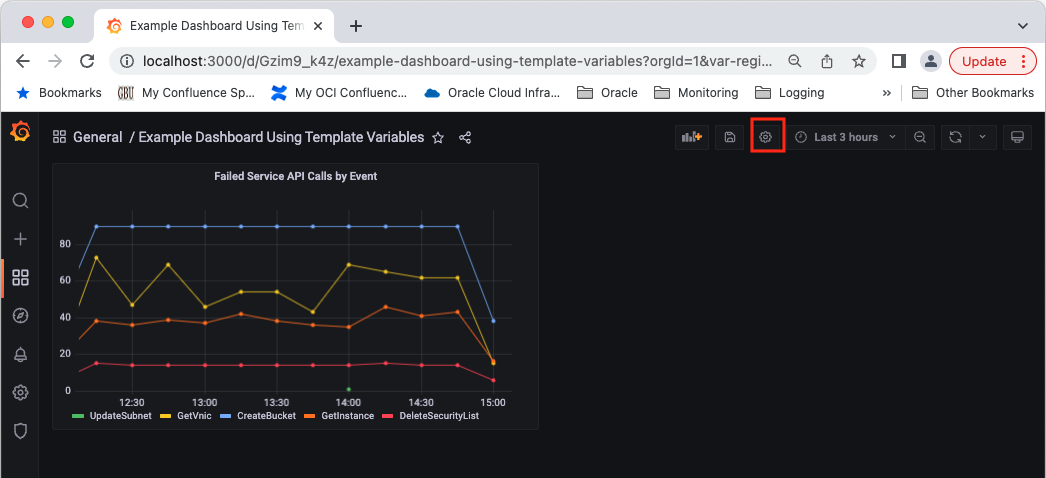 Example Dashboard Using Tem
localhost:3000/d/Gzim9_k4z/example-dashboard-using-template-variables?orgId=1&var-regi...
Update
Bookmarks My Confluence Sp... My OCI Confluenc... Oracle Cloud Infra... Oracle Monitoring Logging » Other Bookmarks
General / Example Dashboard Using Template Variables
Last 3 hours
Failed Service API Calls by Event
80
60
40
20
0
12:30 13:00 13:30 14:00 14:30 15:00
UpdateSubnet GetVnic CreateBucket GetInstance DeleteSecurityList